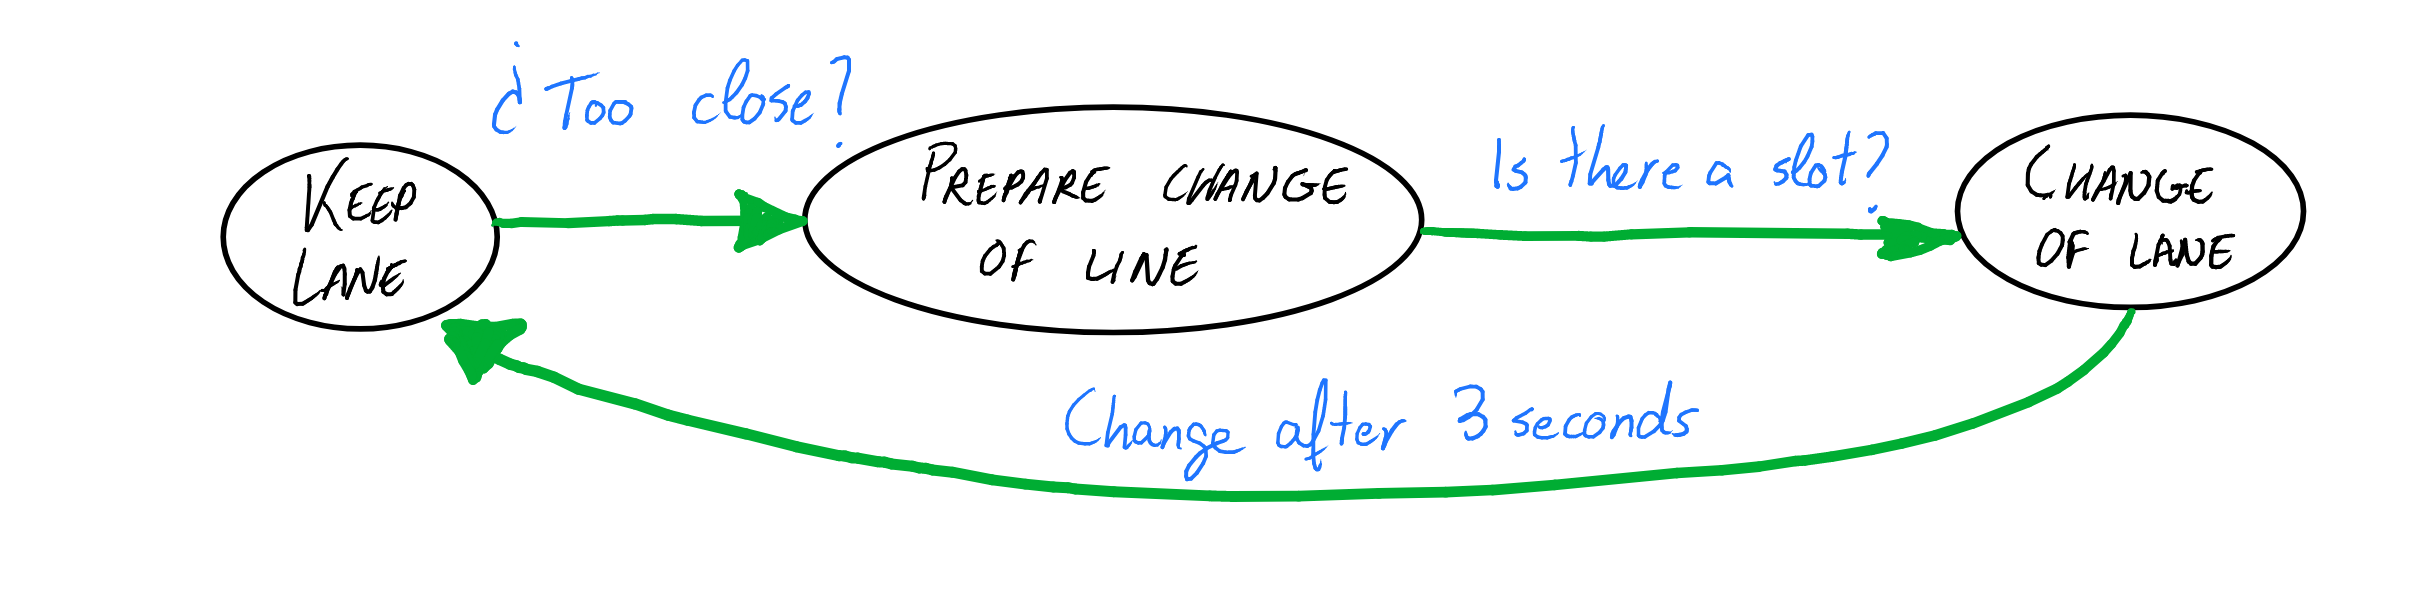 ¿Too close?
KEEP
LANE
PREPARE CHANGE
OF LINE
Is there a slot?
CHANGE
OF LANE
Change after 3 seconds